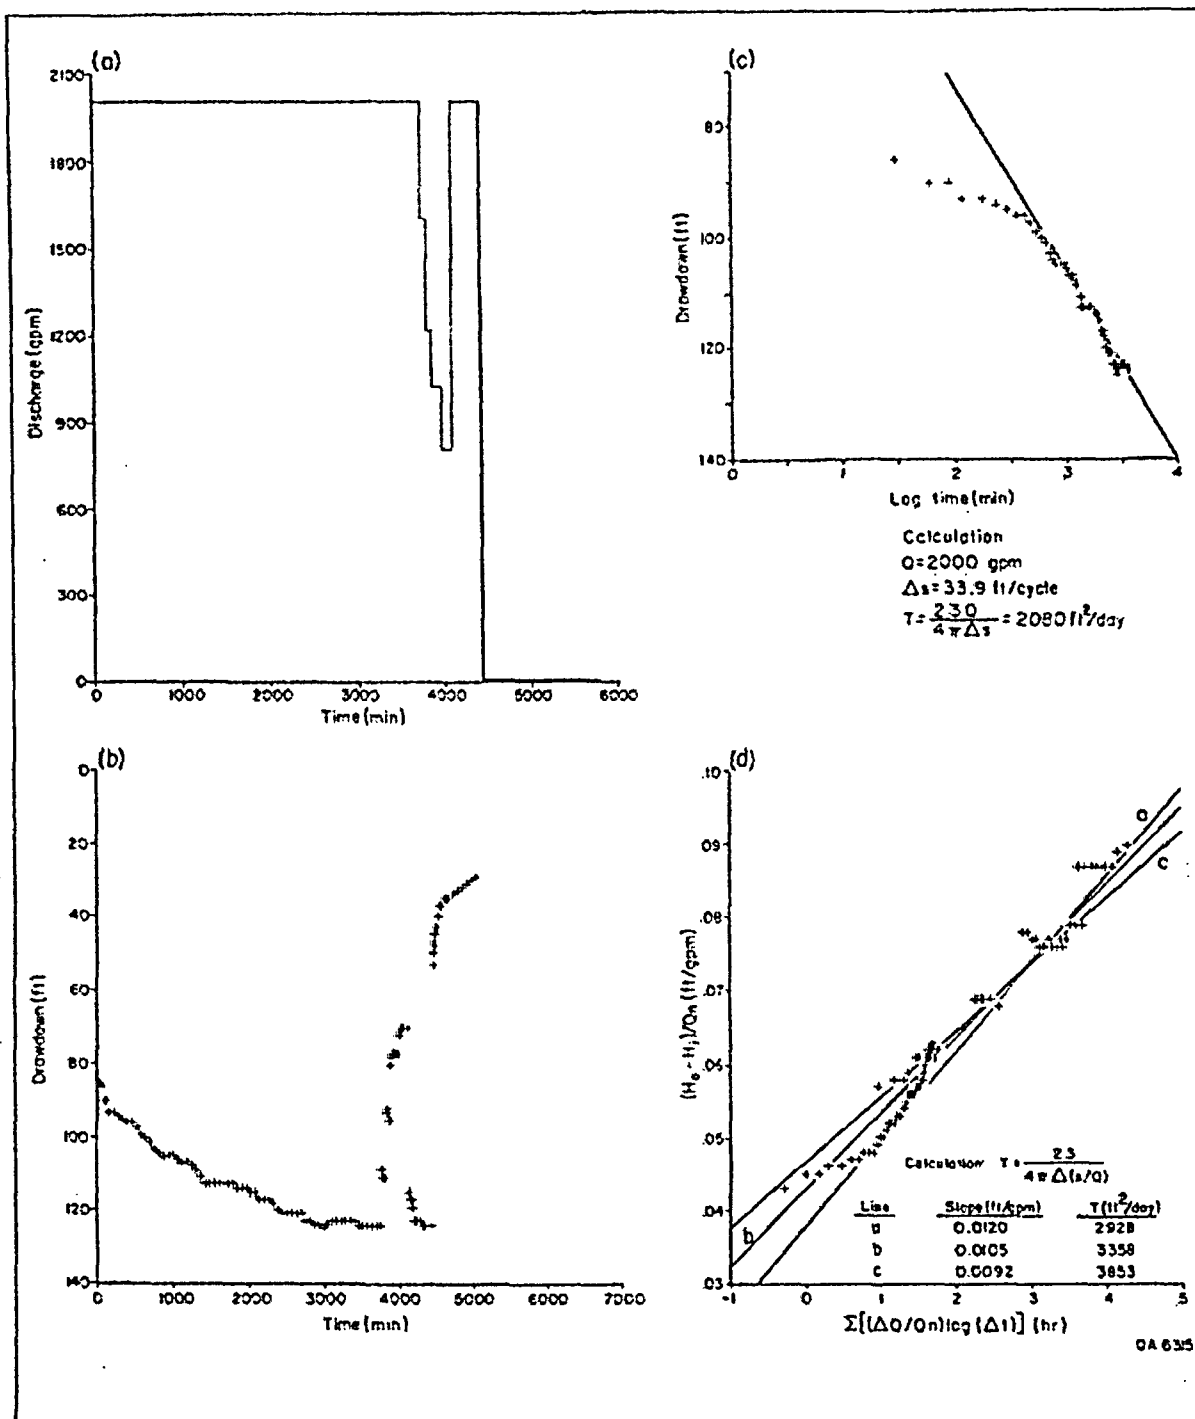 (a)
2100
1800
1500
1200
900
600
300
0
Discharge (gpm)
0 1000 2000 3000 4000 5000 6000
Time (min)
(b)
0
20
40
60
80
100
120
140
Drawdown (ft)
0 1000 2000 3000 4000 5000 6000 7000
Time (min)
(c)
80
100
120
140
Drawdown (ft)
0 1 2 3 4
Log time (min)
Calculation
Q=2000 gpm
Δs=33.9 ft/cycle
T= 2.30 / 4πΔs = 2080 ft²/day
(d)
.10
.09
.08
.07
.06
.05
.04
.03
(H₀-Hᵢ)/Qn (ft/gpm)
a
c
b
Calculation T= 2.3 / 4πΔ(s/Q)
Line Slope (ft/gpm) T (ft²/day)
a 0.0120 2928
b 0.0105 3358
c 0.0092 3853
-1 0 1 2 3 4 5
Σ[(ΔQ/Qn)log(Δt)] (hr)
QA 6315